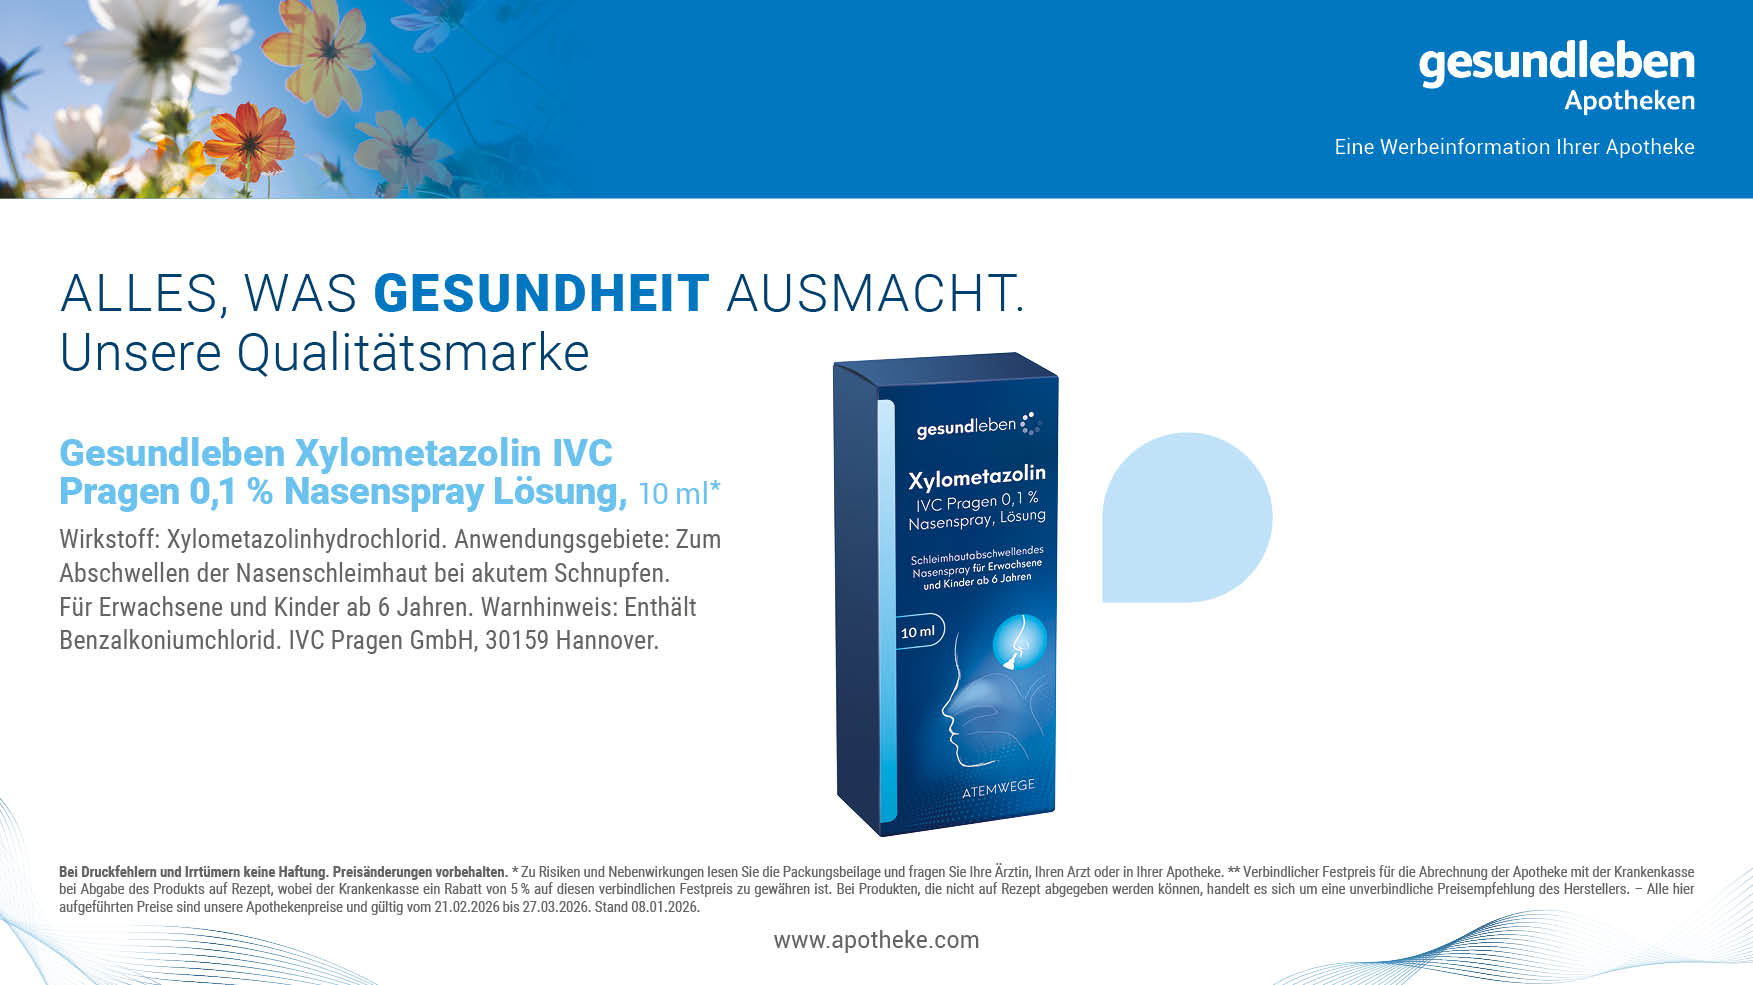 gesundleben
Apotheken
Eine Werbeinformation Ihrer Apotheke
ALLES, WAS GESUNDHEIT AUSMACHT.
Unsere Qualitätsmarke
Gesundleben Xylometazolin IVC
Pragen 0,1 % Nasenspray Lösung, 10 ml*
Wirkstoff: Xylometazolinhydrochlorid. Anwendungsgebiete: Zum
Abschwellen der Nasenschleimhaut bei akutem Schnupfen.
Für Erwachsene und Kinder ab 6 Jahren. Warnhinweis: Enthält
Benzalkoniumchlorid. IVC Pragen GmbH, 30159 Hannover.
gesundleben
Xylometazolin
IVC Pragen 0,1 %
Nasenspray, Lösung
Schleimhautabschwellendes
Nasenspray für Erwachsene
und Kinder ab 6 Jahren
10 ml
ATEMWEGE
Bei Druckfehlern und Irrtümern keine Haftung. Preisänderungen vorbehalten. * Zu Risiken und Nebenwirkungen lesen Sie die Packungsbeilage und fragen Sie Ihre Ärztin, Ihren Arzt oder in Ihrer Apotheke. ** Verbindlicher Festpreis für die Abrechnung der Apotheke mit der Krankenkasse
bei Abgabe des Produkts auf Rezept, wobei der Krankenkasse ein Rabatt von 5 % auf diesen verbindlichen Festpreis zu gewähren ist. Bei Produkten, die nicht auf Rezept abgegeben werden können, handelt es sich um eine unverbindliche Preisempfehlung des Herstellers. – Alle hier
aufgeführten Preise sind unsere Apothekenpreise und gültig vom 21.02.2026 bis 27.03.2026. Stand 08.01.2026.
www.apotheke.com